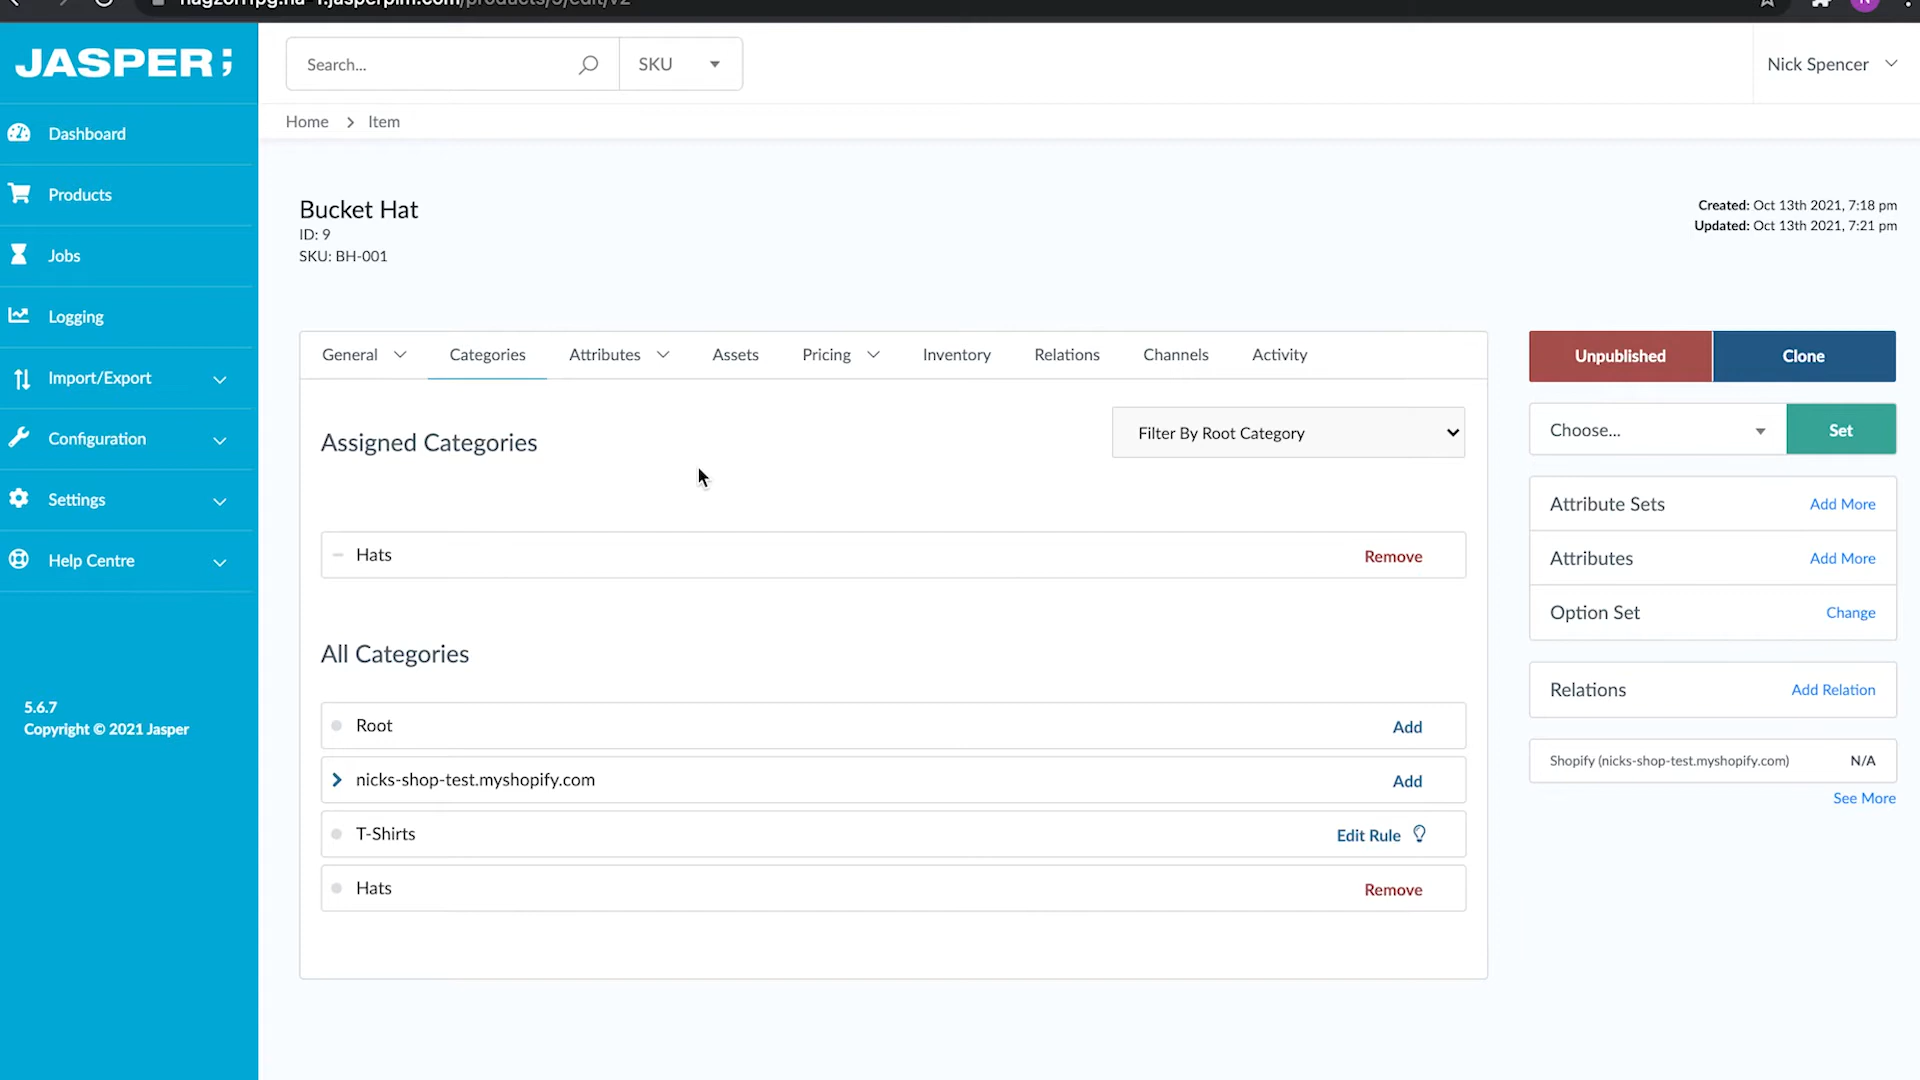 JASPER;
Search...
SKU
Nick Spencer
Home
Item
Dashboard
Products
Jobs
Logging
Import/Export
Configuration
Settings
Help Centre
5.6.7
Copyright © 2021 Jasper
Bucket Hat
ID: 9
SKU: BH-001
Created: Oct 13th 2021, 7:18 pm
Updated: Oct 13th 2021, 7:21 pm
General
Categories
Attributes
Assets
Pricing
Inventory
Relations
Channels
Activity
Assigned Categories
Filter By Root Category
Hats
Remove
All Categories
Root
Add
nicks-shop-test.myshopify.com
Add
T-Shirts
Edit Rule
Hats
Remove
Unpublished
Clone
Choose...
Set
Attribute Sets
Add More
Attributes
Add More
Option Set
Change
Relations
Add Relation
Shopify (nicks-shop-test.myshopify.com)
N/A
See More